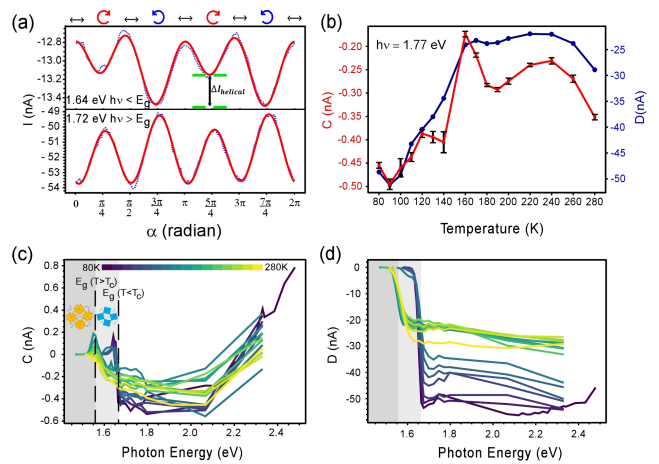 (a)
↔ ↻ ↔ ↺ ↔ ↻ ↔ ↺ ↔
-12.8
-13.0
-13.2
-13.4
ΔI_helical
1.64 eV hν < Eg
1.72 eV hν > Eg
-49
-50
-51
-52
-53
-54
I (nA)
0 π/4 π/2 3π/4 π 5π/4 3π 7π/4 2π
α (radian)
(b)
hν = 1.77 eV
-0.20
-0.25
-0.30
-0.35
-0.40
-0.45
-0.50
C (nA)
-25
-30
-35
-40
-45
-50
D(nA)
80 100 120 140 160 180 200 220 240 260 280
Temperature (K)
(c)
80K 280K
Eg (T>Tc)
Eg (T<Tc)
0.8
0.6
0.4
0.2
0
-0.2
-0.4
-0.6
C (nA)
1.6 1.8 2.0 2.2 2.4
Photon Energy (eV)
(d)
0
-10
-20
-30
-40
-50
D (nA)
1.6 1.8 2.0 2.2 2.4
Photon Energy (eV)